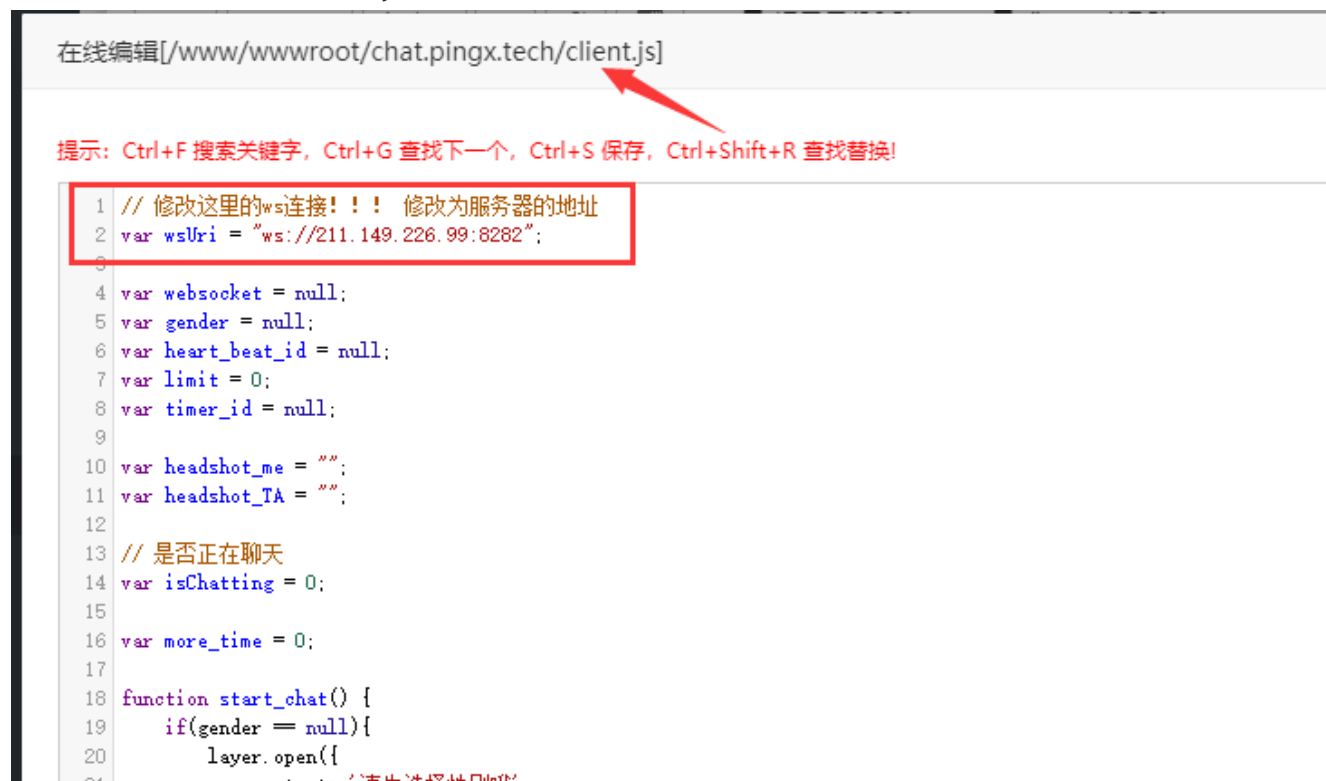 在线编辑[/www/wwwroot/chat.pingx.tech/client.js]
提示：Ctrl+F 搜索关键字，Ctrl+G 查找下一个，Ctrl+S 保存，Ctrl+Shift+R 查找替换!
1 // 修改这里的ws连接！！！ 修改为服务器的地址
2 var wsUri = "ws://211.149.226.99:8282";
3
4 var websocket = null;
5 var gender = null;
6 var heart_beat_id = null;
7 var limit = 0;
8 var timer_id = null;
9
10 var headshot_me = "";
11 var headshot_TA = "";
12
13 // 是否正在聊天
14 var isChatting = 0;
15
16 var more_time = 0;
17
18 function start_chat() {
19 if(gender == null){
20 layer.open({